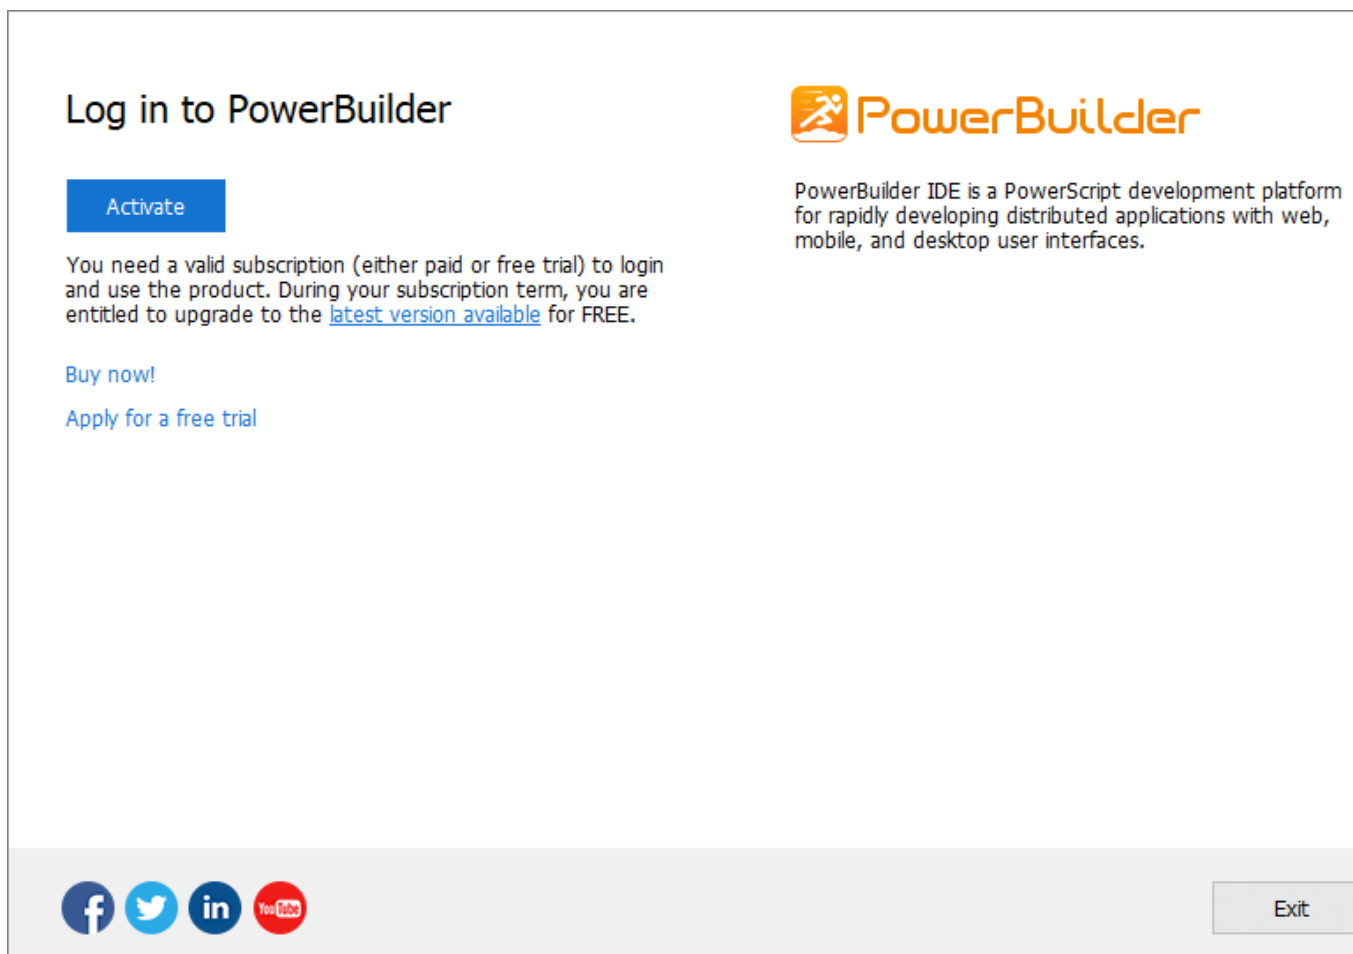 Log in to PowerBuilder
Activate
You need a valid subscription (either paid or free trial) to login
and use the product. During your subscription term, you are
entitled to upgrade to the latest version available for FREE.
Buy now!
Apply for a free trial
PowerBuilder
PowerBuilder IDE is a PowerScript development platform
for rapidly developing distributed applications with web,
mobile, and desktop user interfaces.
f
in
YouTube
Exit